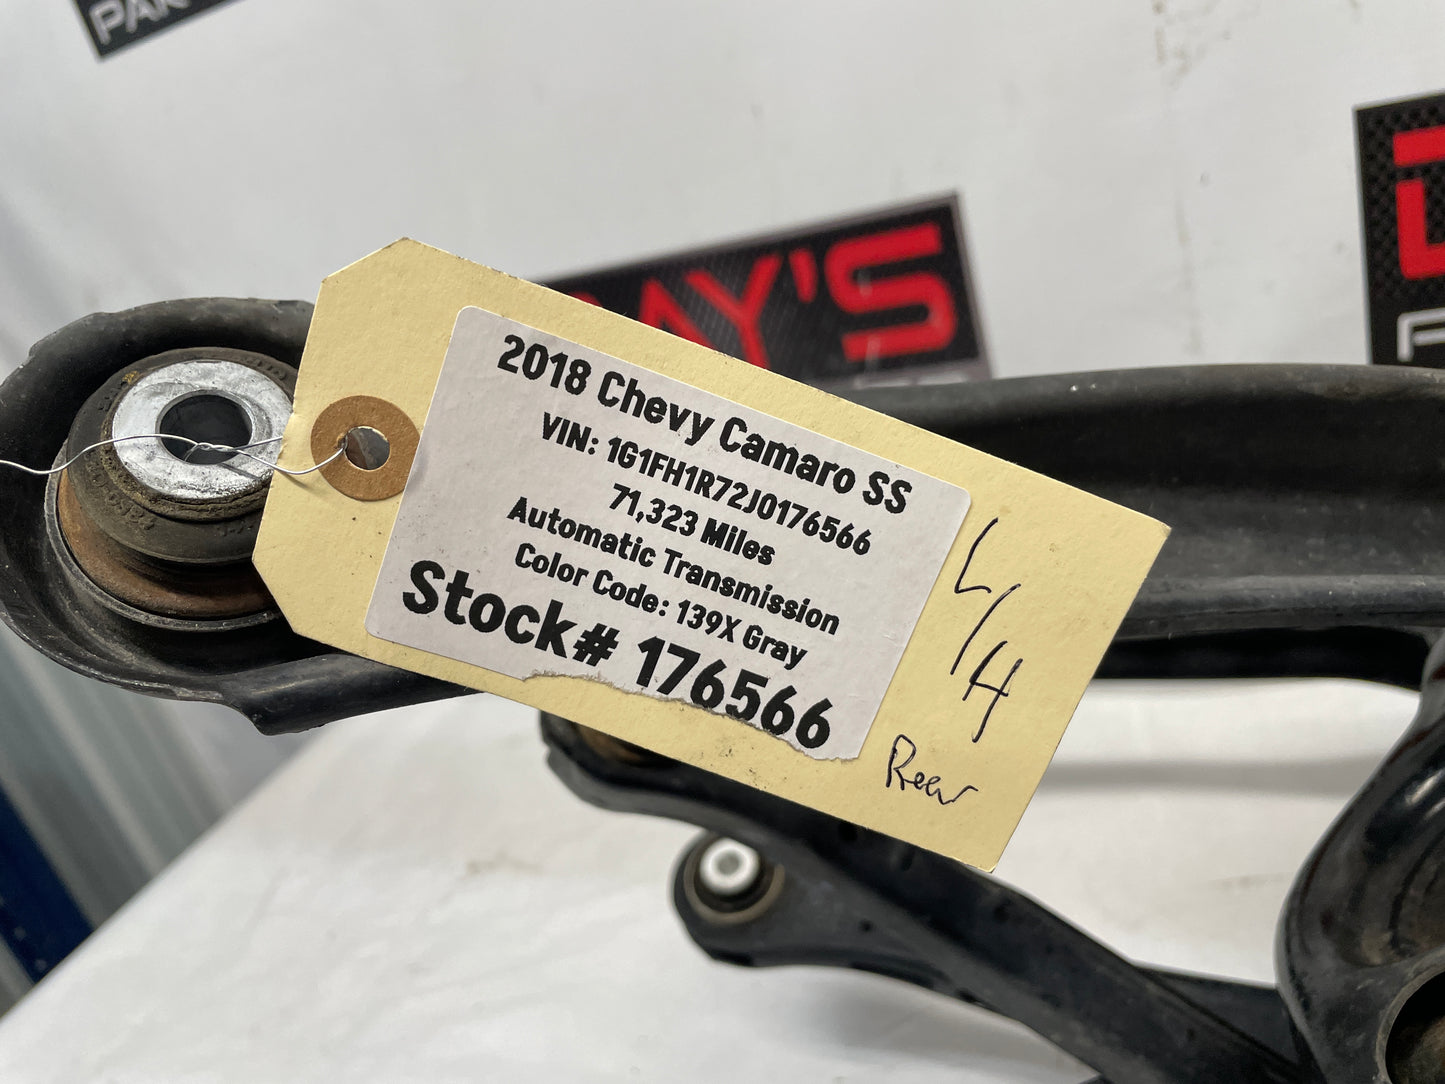 PAR
AY'S
2018 Chevy Camaro SS
VIN: 1G1FH1R72J0176566
71,323 Miles
Automatic Transmission
Color Code: 139X Gray
Stock# 176566
L/H
Rear